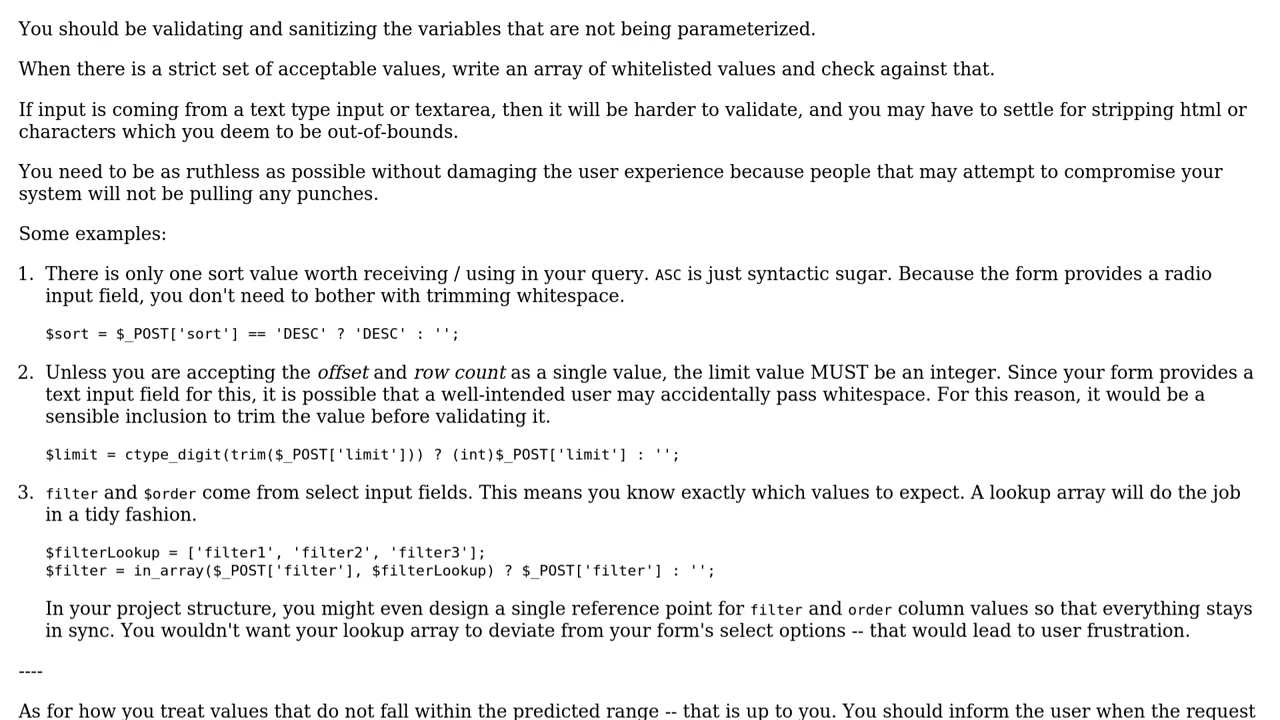 You should be validating and sanitizing the variables that are not being parameterized.
When there is a strict set of acceptable values, write an array of whitelisted values and check against that.
If input is coming from a text type input or textarea, then it will be harder to validate, and you may have to settle for stripping html or
characters which you deem to be out-of-bounds.
You need to be as ruthless as possible without damaging the user experience because people that may attempt to compromise your
system will not be pulling any punches.
Some examples:
1. There is only one sort value worth receiving / using in your query. ASC is just syntactic sugar. Because the form provides a radio
input field, you don't need to bother with trimming whitespace.
$sort = $_POST['sort'] == 'DESC' ? 'DESC' : '';
2. Unless you are accepting the offset and row count as a single value, the limit value MUST be an integer. Since your form provides a
text input field for this, it is possible that a well-intended user may accidentally pass whitespace. For this reason, it would be a
sensible inclusion to trim the value before validating it.
$limit = ctype_digit(trim($_POST['limit'])) ? (int)$_POST['limit'] : '';
3. filter and $order come from select input fields. This means you know exactly which values to expect. A lookup array will do the job
in a tidy fashion.
$filterLookup = ['filter1', 'filter2', 'filter3'];
$filter = in_array($_POST['filter'], $filterLookup) ? $_POST['filter'] : '';
In your project structure, you might even design a single reference point for filter and order column values so that everything stays
in sync. You wouldn't want your lookup array to deviate from your form's select options -- that would lead to user frustration.
----
As for how you treat values that do not fall within the predicted range -- that is up to you. You should inform the user when the request